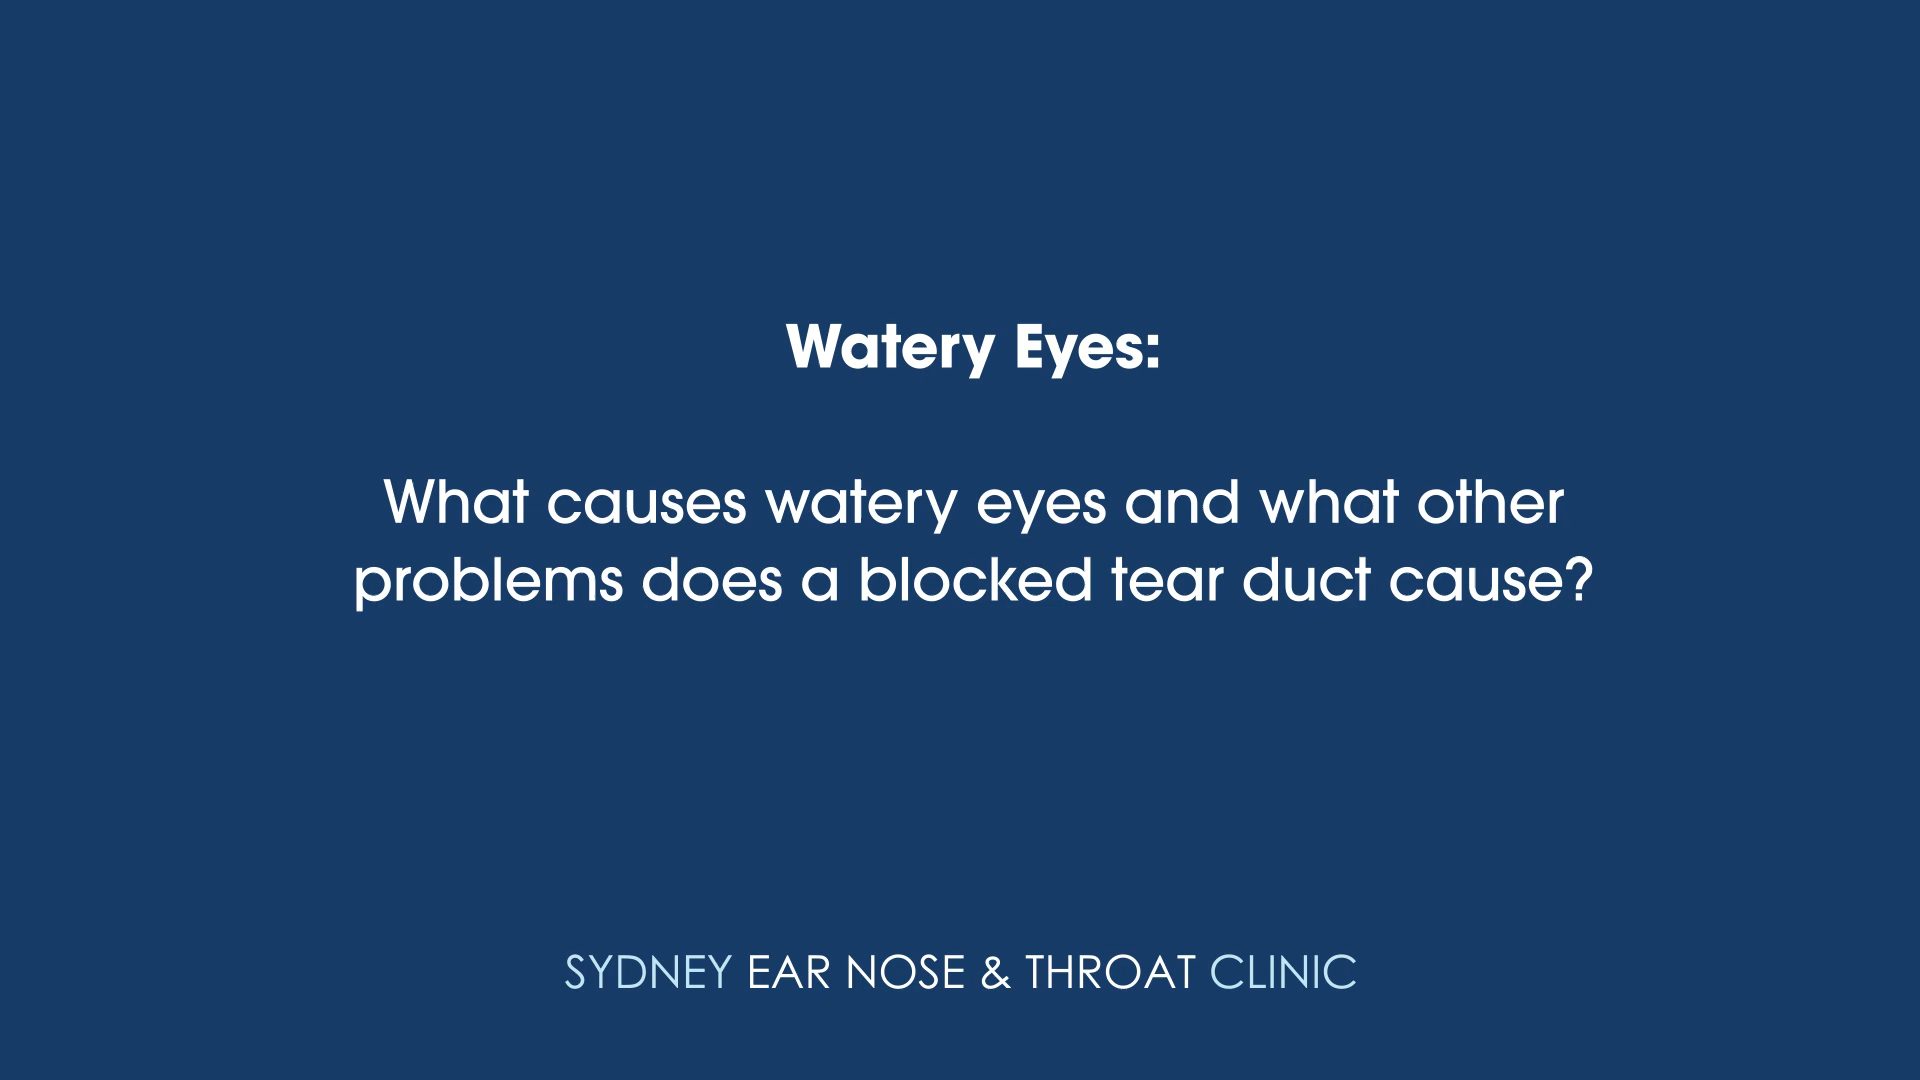 Watery Eyes:
What causes watery eyes and what other
problems does a blocked tear duct cause?
SYDNEY EAR NOSE & THROAT CLINIC